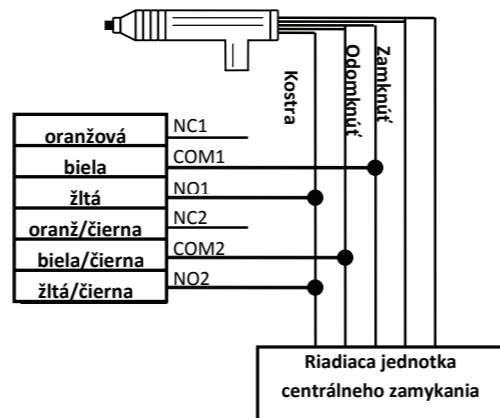 Kostra
Odomknúť
Zamknúť
oranžová NC1
biela COM1
žltá NO1
oranž/čierna NC2
biela/čierna COM2
žltá/čierna NO2
Riadiaca jednotka
centrálneho zamykania